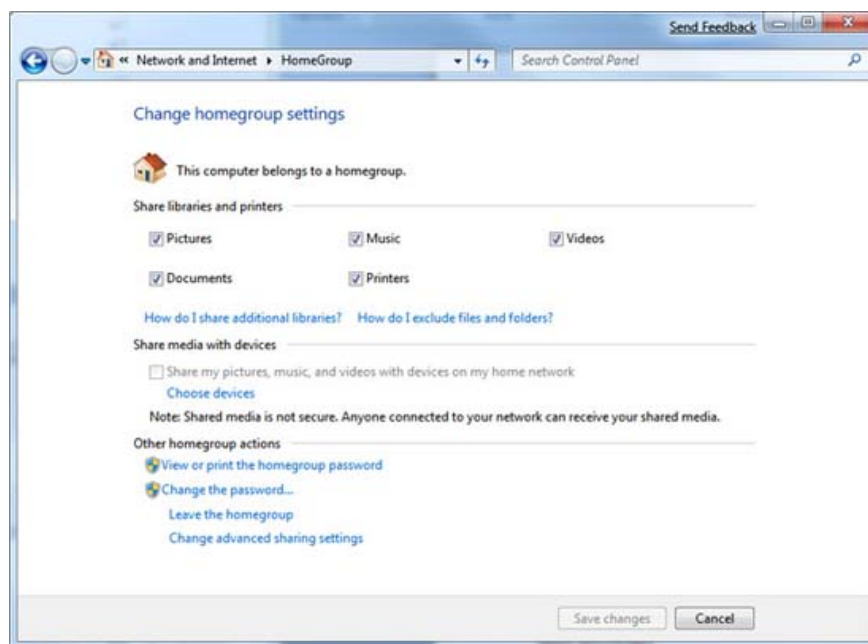 Send Feedback
« Network and Internet ▸ HomeGroup Search Control Panel
Change homegroup settings
This computer belongs to a homegroup.
Share libraries and printers
Pictures Music Videos
Documents Printers
How do I share additional libraries? How do I exclude files and folders?
Share media with devices
Share my pictures, music, and videos with devices on my home network
Choose devices
Note: Shared media is not secure. Anyone connected to your network can receive your shared media.
Other homegroup actions
View or print the homegroup password
Change the password...
Leave the homegroup
Change advanced sharing settings
Save changes Cancel